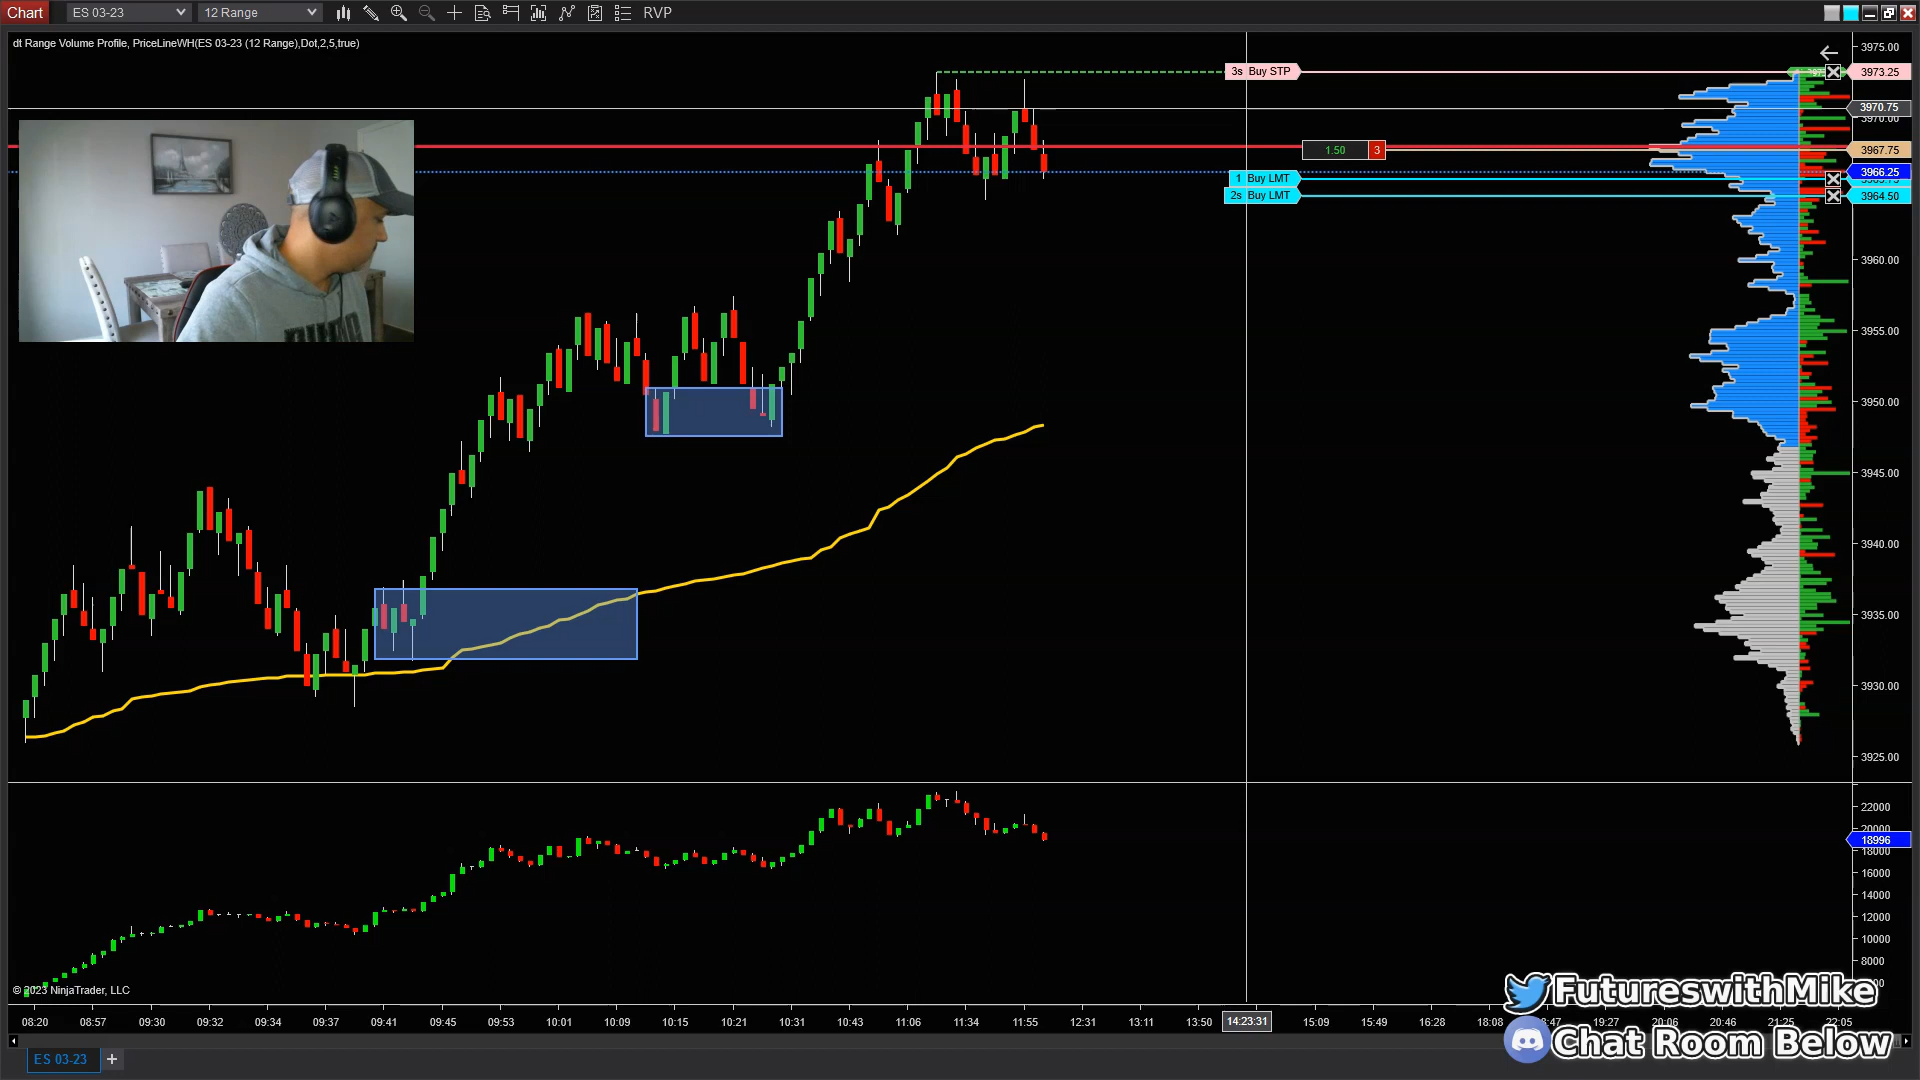 Chart
ES 03-23
12 Range
RVP
dt Range Volume Profile, PriceLineWH(ES 03-23 (12 Range),Dot,2,5,true)
3975.00
3s Buy STP
3973.25
3970.75
3970.00
1.50
3
3967.75
3966.25
1 Buy LMT
2s Buy LMT
3964.50
3960.00
3955.00
3950.00
3945.00
3940.00
3935.00
3930.00
3925.00
22000
20000
18996
18000
16000
14000
12000
10000
8000
© 2023 NinjaTrader, LLC
FutureswithMike
08:20 08:57 09:30 09:32 09:34 09:37 09:41 09:45 09:53 10:01 10:09 10:15 10:21 10:31 10:43 11:06 11:34 11:55 12:31 13:11 13:50 14:23:31 15:09 15:49 16:28 18:08 19:27 20:06 20:46 21:25 22:05
Chat Room Below
ES 03-23
+